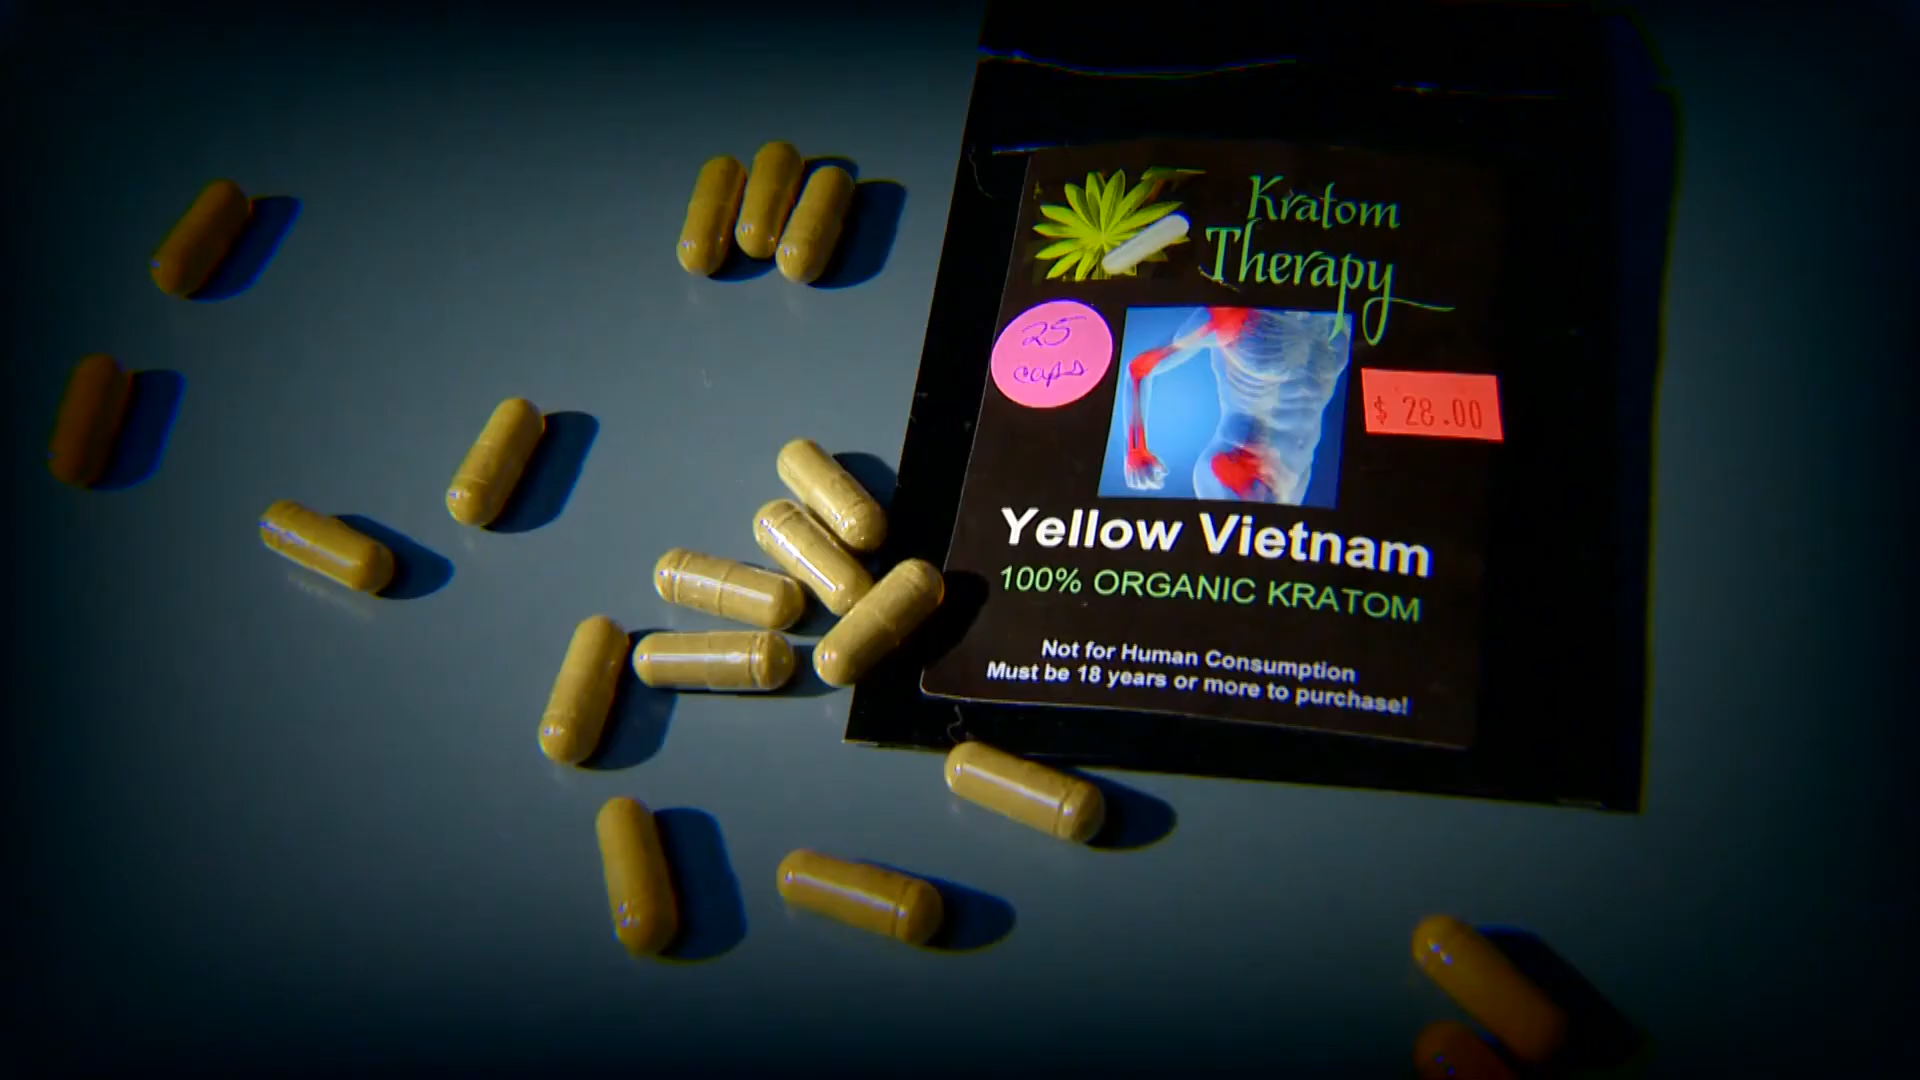 Kratom
Therapy
25
caps
$ 28.00
Yellow Vietnam
100% ORGANIC KRATOM
Not for Human Consumption
Must be 18 years or more to purchase!